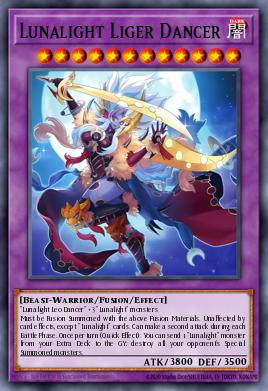 Lunalight Liger Dancer
DARK
闇
[Beast-Warrior/Fusion/Effect]
"Lunalight Leo Dancer" + 3 "Lunalight" monsters
Must be Fusion Summoned with the above Fusion Materials. Unaffected by
card effects, except "Lunalight" cards. Can make a second attack during each
Battle Phase. Once per turn (Quick Effect): You can send 1 "Lunalight" monster
from your Extra Deck to the GY; destroy all your opponent's Special
Summoned monsters.
ATK/3800 DEF/3500